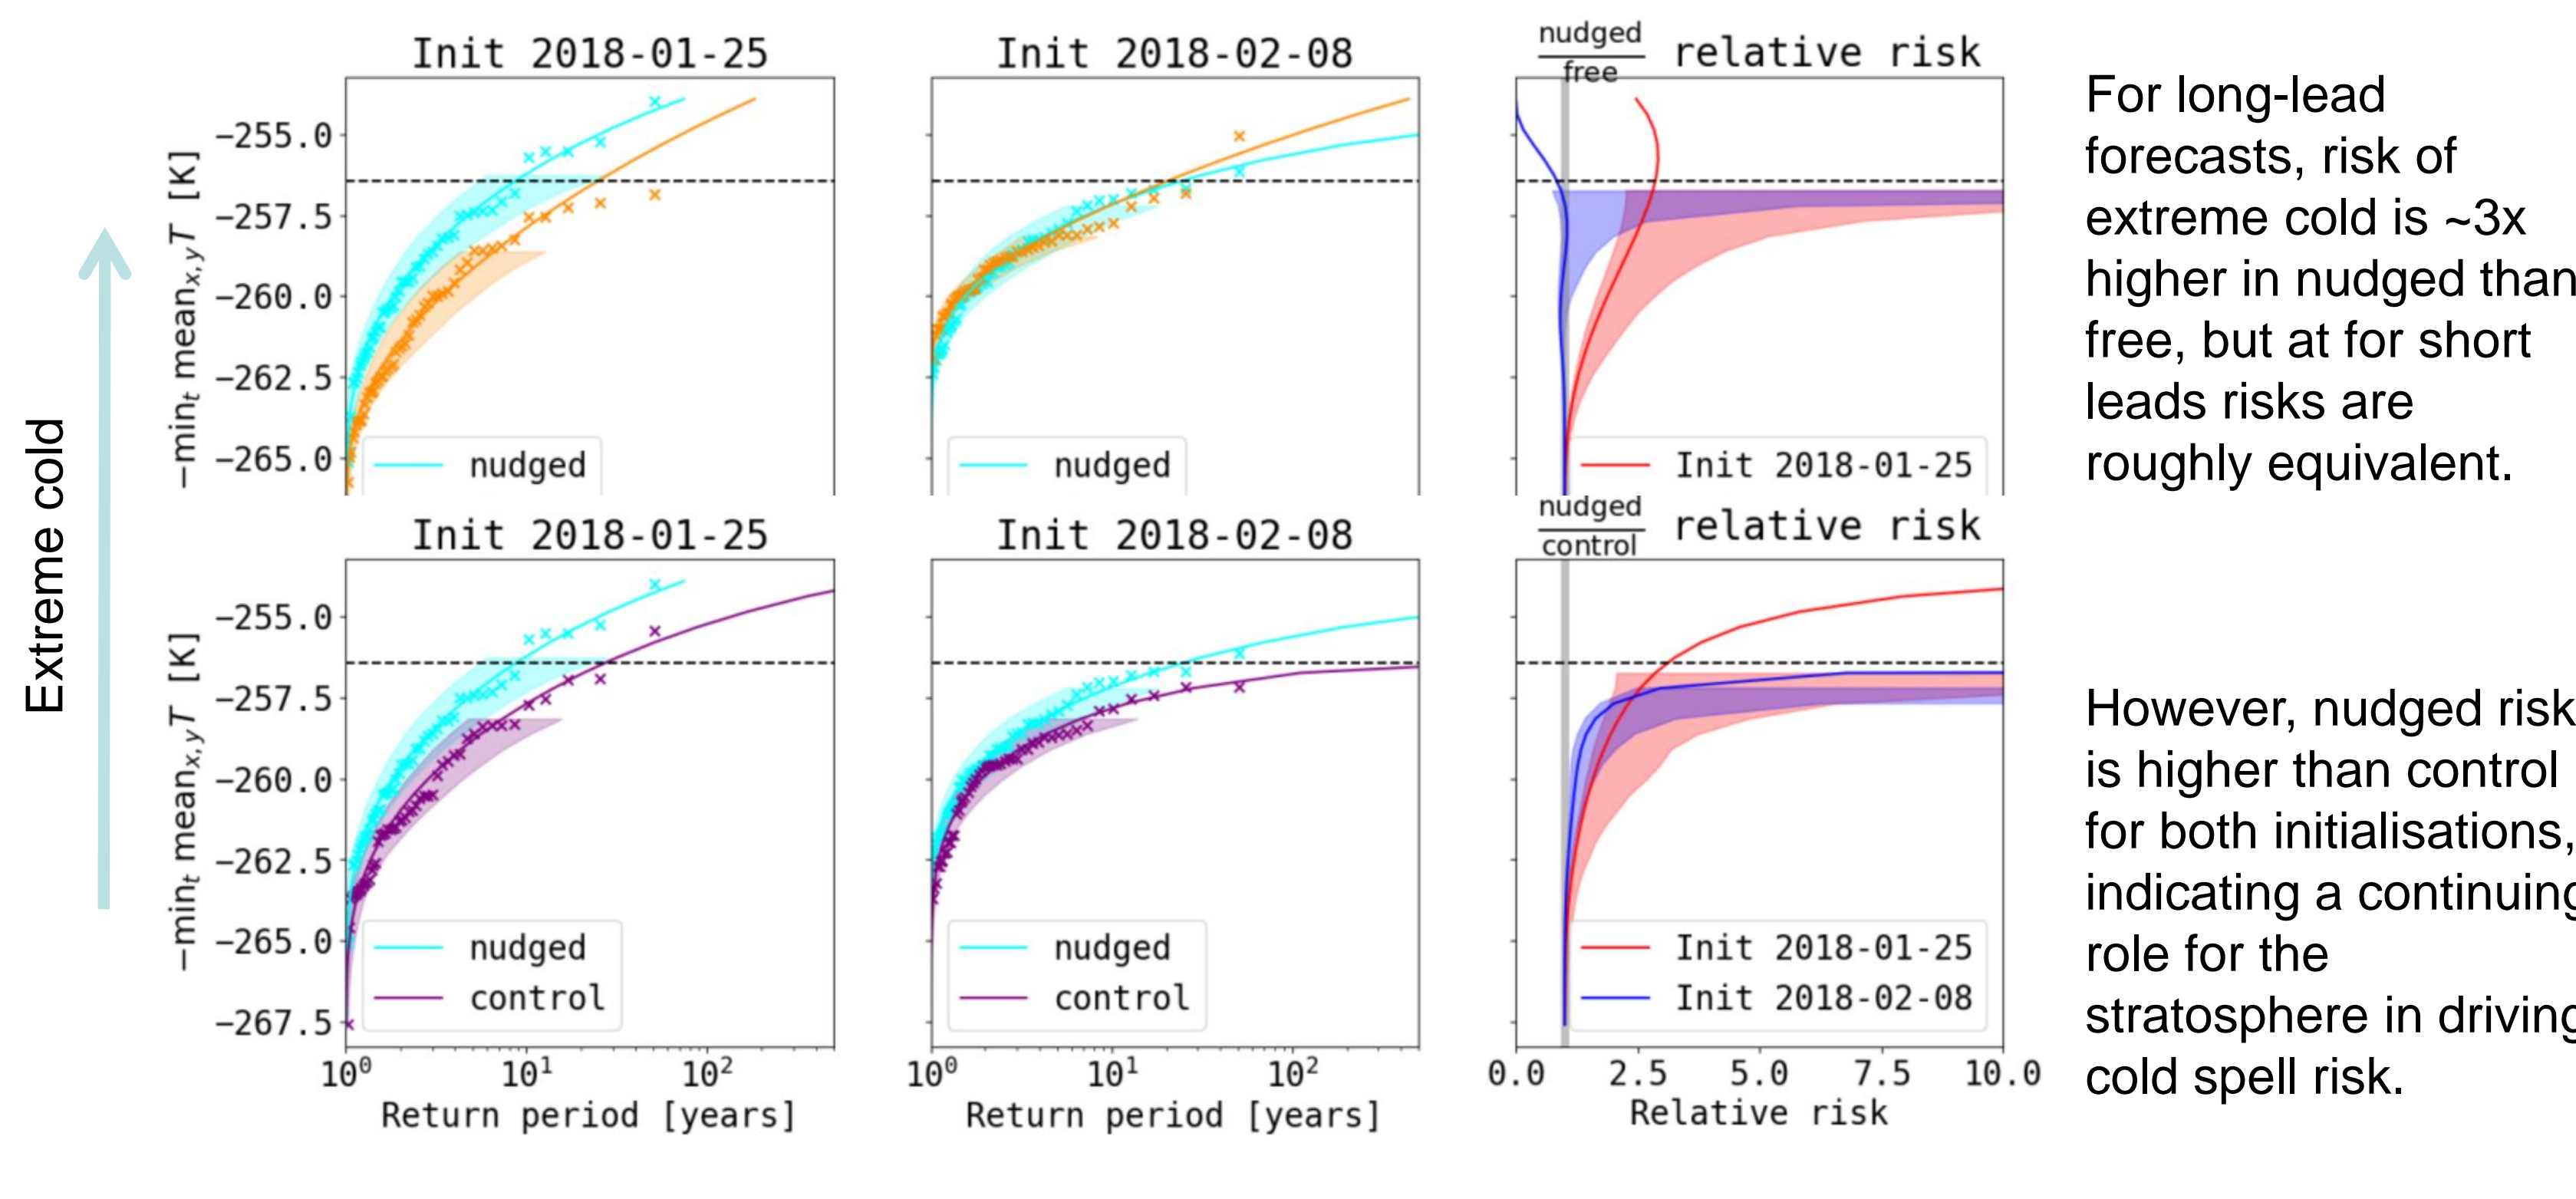 Init 2018-01-25
Init 2018-02-08
nudged
free
relative risk
−min_t mean_x,y T [K]
−255.0
−257.5
−260.0
−262.5
−265.0
nudged
nudged
Init 2018-01-25
For long-lead
forecasts, risk of
extreme cold is ~3x
higher in nudged than
free, but at for short
leads risks are
roughly equivalent.
Extreme cold
Init 2018-01-25
Init 2018-02-08
nudged
control
relative risk
−min_t mean_x,y T [K]
−255.0
−257.5
−260.0
−262.5
−265.0
−267.5
nudged
control
nudged
control
Init 2018-01-25
Init 2018-02-08
10⁰ 10¹ 10²
Return period [years]
10⁰ 10¹ 10²
Return period [years]
0.0 2.5 5.0 7.5 10.0
Relative risk
However, nudged risk
is higher than control
for both initialisations,
indicating a continuing
role for the
stratosphere in driving
cold spell risk.